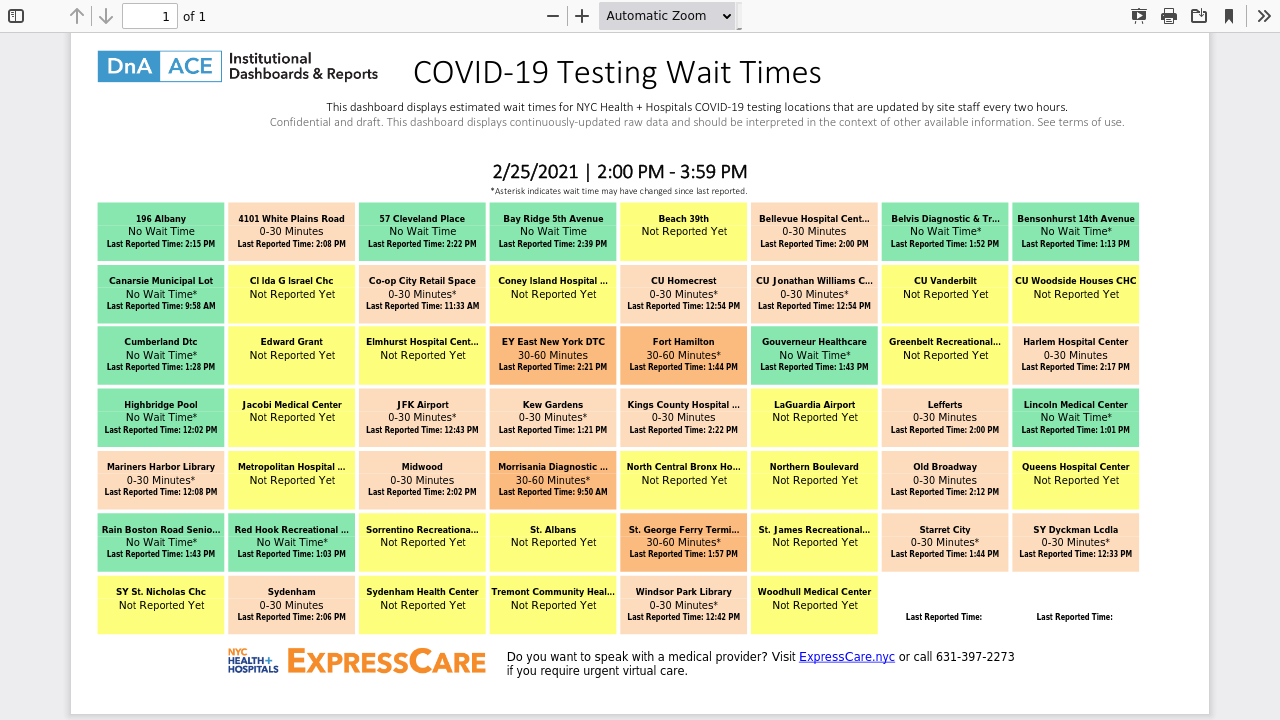 1 of 1 Automatic Zoom
DnA ACE Institutional
Dashboards & Reports
COVID-19 Testing Wait Times
This dashboard displays estimated wait times for NYC Health + Hospitals COVID-19 testing locations that are updated by site staff every two hours.
Confidential and draft. This dashboard displays continuously-updated raw data and should be interpreted in the context of other available information. See terms of use.
2/25/2021 | 2:00 PM - 3:59 PM
*Asterisk indicates wait time may have changed since last reported.
196 Albany
No Wait Time
Last Reported Time: 2:15 PM
4101 White Plains Road
0-30 Minutes
Last Reported Time: 2:08 PM
57 Cleveland Place
No Wait Time
Last Reported Time: 2:22 PM
Bay Ridge 5th Avenue
No Wait Time
Last Reported Time: 2:39 PM
Beach 39th
Not Reported Yet
Bellevue Hospital Cent...
0-30 Minutes
Last Reported Time: 2:00 PM
Belvis Diagnostic & Tr...
No Wait Time*
Last Reported Time: 1:52 PM
Bensonhurst 14th Avenue
No Wait Time*
Last Reported Time: 1:13 PM
Canarsie Municipal Lot
No Wait Time*
Last Reported Time: 9:58 AM
Cl Ida G Israel Chc
Not Reported Yet
Co-op City Retail Space
0-30 Minutes*
Last Reported Time: 11:33 AM
Coney Island Hospital ...
Not Reported Yet
CU Homecrest
0-30 Minutes*
Last Reported Time: 12:54 PM
CU Jonathan Williams C...
0-30 Minutes*
Last Reported Time: 12:54 PM
CU Vanderbilt
Not Reported Yet
CU Woodside Houses CHC
Not Reported Yet
Cumberland Dtc
No Wait Time*
Last Reported Time: 1:28 PM
Edward Grant
Not Reported Yet
Elmhurst Hospital Cent...
Not Reported Yet
EY East New York DTC
30-60 Minutes
Last Reported Time: 2:21 PM
Fort Hamilton
30-60 Minutes*
Last Reported Time: 1:44 PM
Gouverneur Healthcare
No Wait Time*
Last Reported Time: 1:43 PM
Greenbelt Recreational...
Not Reported Yet
Harlem Hospital Center
0-30 Minutes
Last Reported Time: 2:17 PM
Highbridge Pool
No Wait Time*
Last Reported Time: 12:02 PM
Jacobi Medical Center
Not Reported Yet
JFK Airport
0-30 Minutes*
Last Reported Time: 12:43 PM
Kew Gardens
0-30 Minutes*
Last Reported Time: 1:21 PM
Kings County Hospital ...
0-30 Minutes
Last Reported Time: 2:22 PM
LaGuardia Airport
Not Reported Yet
Lefferts
0-30 Minutes
Last Reported Time: 2:00 PM
Lincoln Medical Center
No Wait Time*
Last Reported Time: 1:01 PM
Mariners Harbor Library
0-30 Minutes*
Last Reported Time: 12:08 PM
Metropolitan Hospital ...
Not Reported Yet
Midwood
0-30 Minutes
Last Reported Time: 2:02 PM
Morrisania Diagnostic ...
30-60 Minutes*
Last Reported Time: 9:50 AM
North Central Bronx Ho...
Not Reported Yet
Northern Boulevard
Not Reported Yet
Old Broadway
0-30 Minutes
Last Reported Time: 2:12 PM
Queens Hospital Center
Not Reported Yet
Rain Boston Road Senio...
No Wait Time*
Last Reported Time: 1:43 PM
Red Hook Recreational ...
No Wait Time*
Last Reported Time: 1:03 PM
Sorrentino Recreationa...
Not Reported Yet
St. Albans
Not Reported Yet
St. George Ferry Termi...
30-60 Minutes*
Last Reported Time: 1:57 PM
St. James Recreational...
Not Reported Yet
Starret City
0-30 Minutes*
Last Reported Time: 1:44 PM
SY Dyckman Lcdla
0-30 Minutes*
Last Reported Time: 12:33 PM
SY St. Nicholas Chc
Not Reported Yet
Sydenham
0-30 Minutes
Last Reported Time: 2:06 PM
Sydenham Health Center
Not Reported Yet
Tremont Community Heal...
Not Reported Yet
Windsor Park Library
0-30 Minutes*
Last Reported Time: 12:42 PM
Woodhull Medical Center
Not Reported Yet
Last Reported Time:
Last Reported Time:
NYC
HEALTH+
HOSPITALS
EXPRESSCARE
Do you want to speak with a medical provider? Visit ExpressCare.nyc or call 631-397-2273
if you require urgent virtual care.